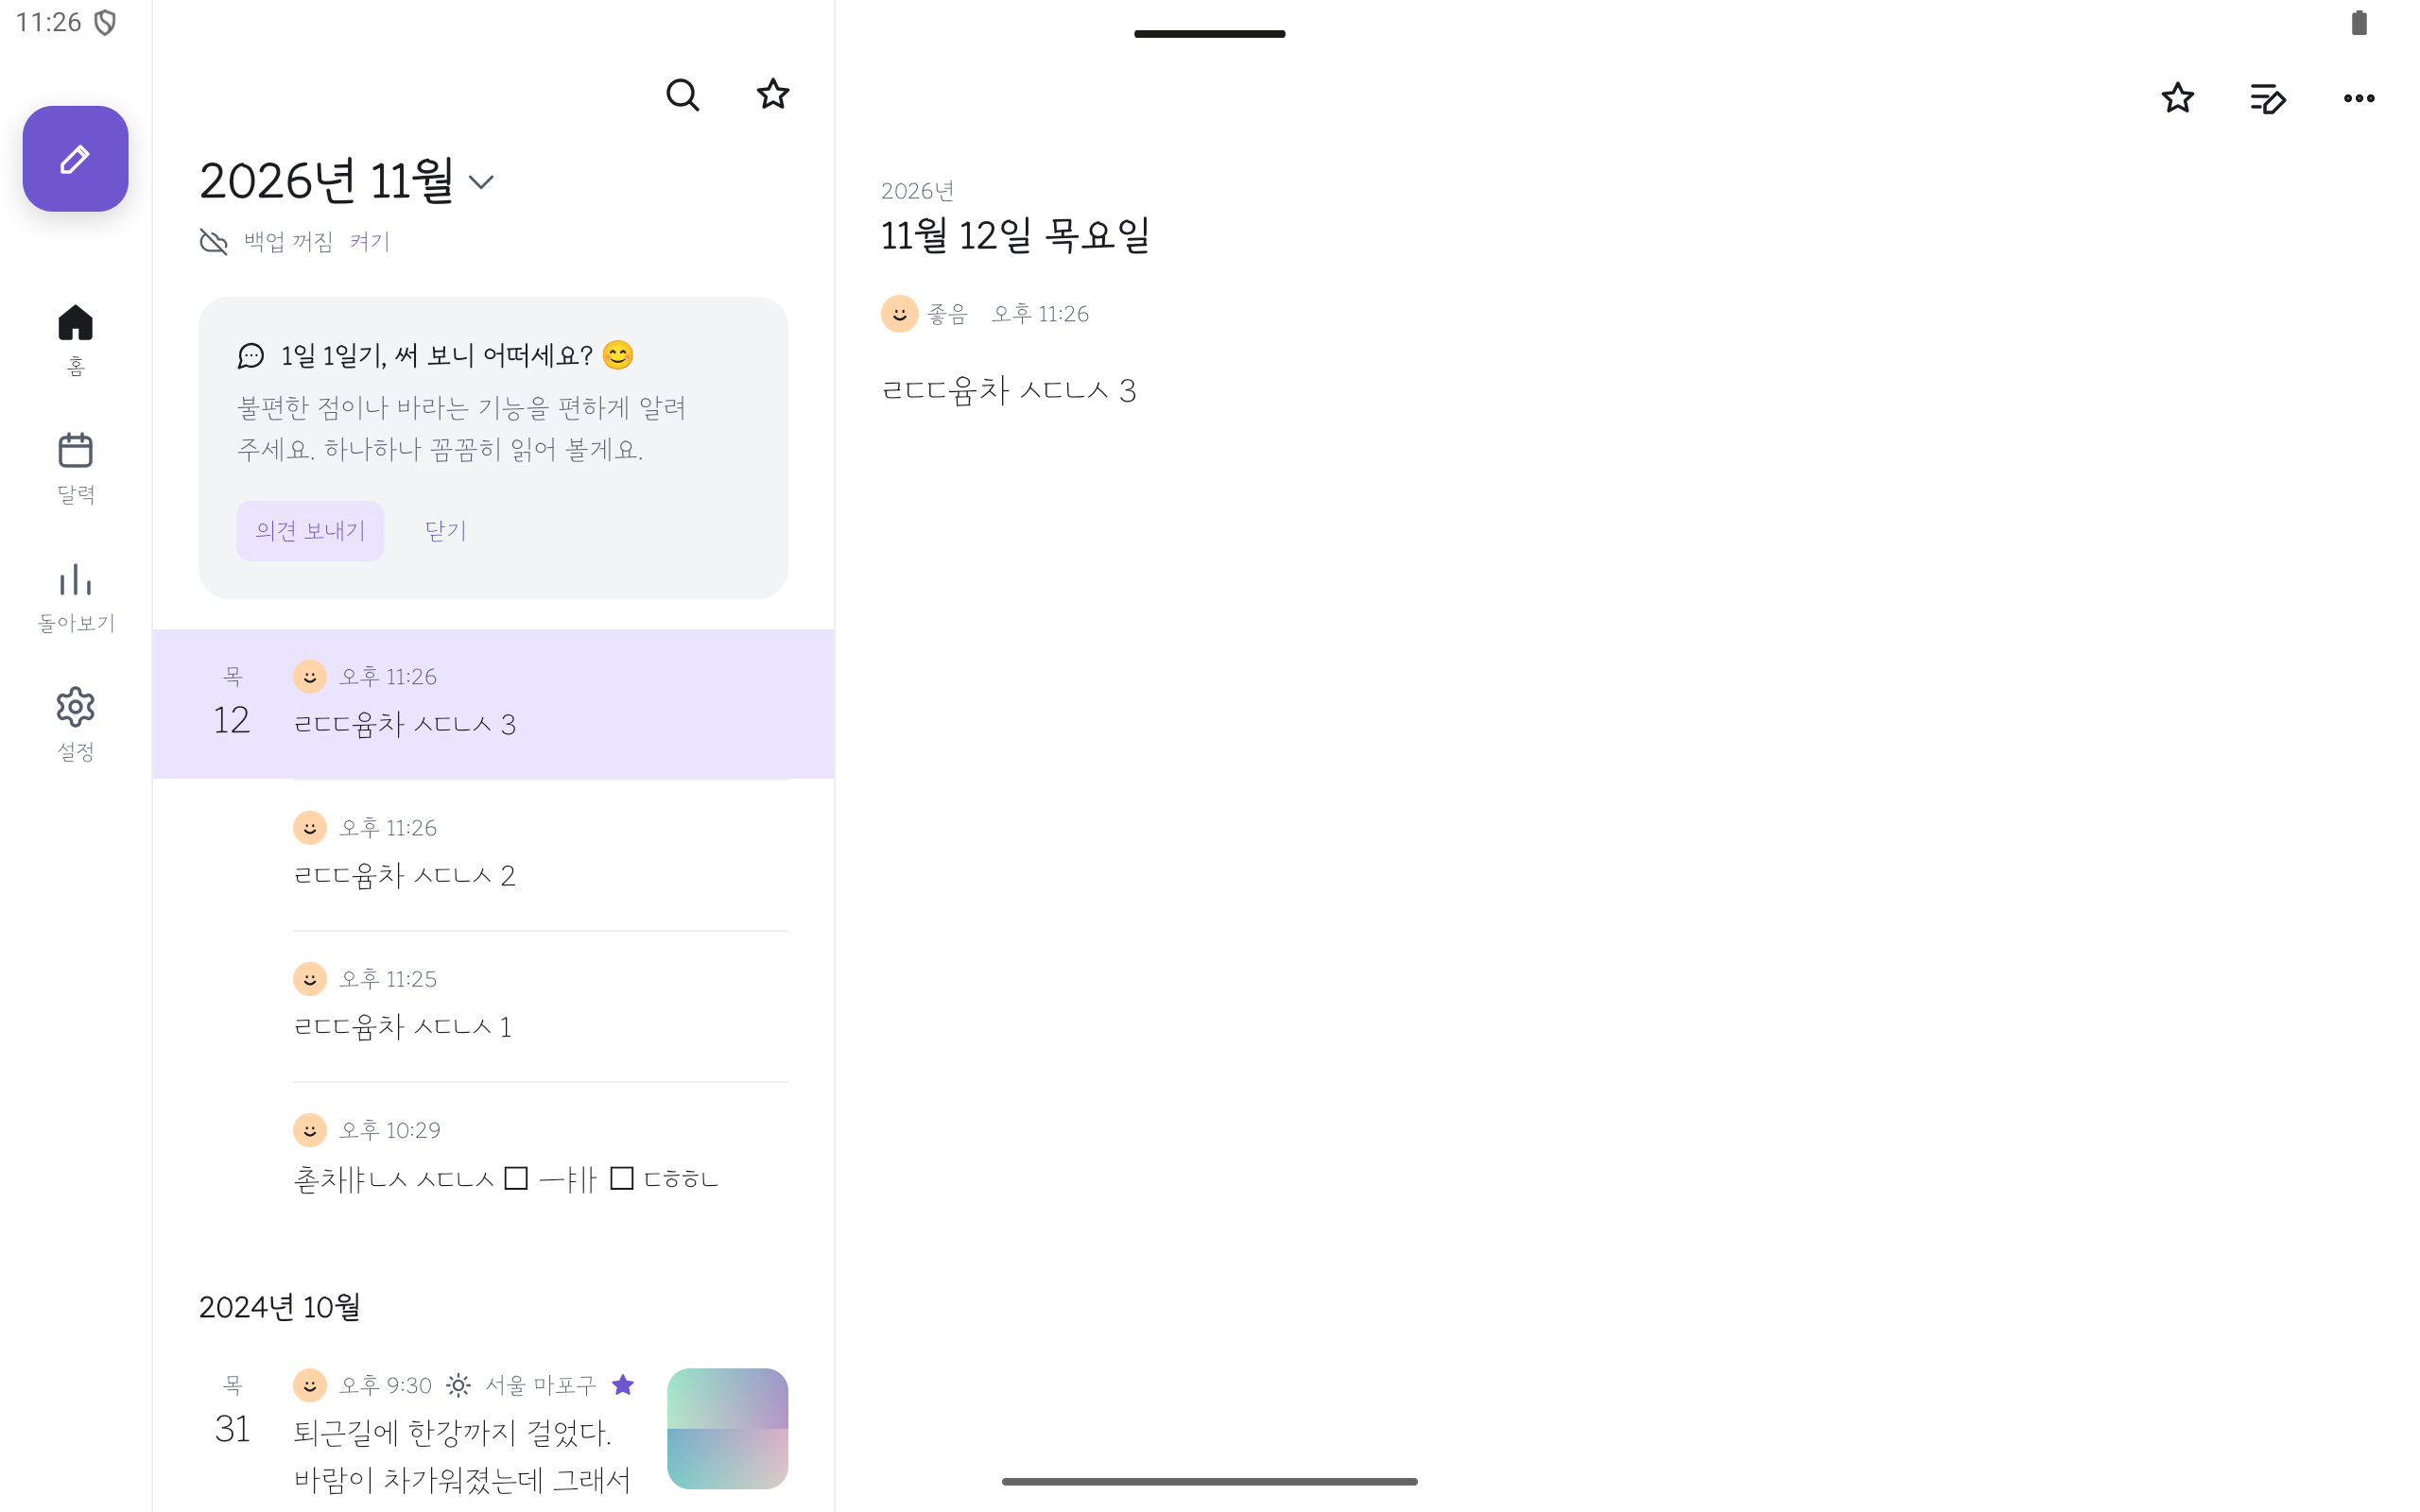 11:26
2026년 11월
백업 꺼짐 켜기
1일 1일기, 써 보니 어떠세요? 😊
불편한 점이나 바라는 기능을 편하게 알려
주세요. 하나하나 꼼꼼히 읽어 볼게요.
의견 보내기 닫기
홈
달력
돌아보기
설정
목
12
오후 11:26
ㄹㄷㄷ윰차 ㅅㄷㄴㅅ 3
오후 11:26
ㄹㄷㄷ윰차 ㅅㄷㄴㅅ 2
오후 11:25
ㄹㄷㄷ윰차 ㅅㄷㄴㅅ 1
오후 10:29
ㅅㄷㄴㅅ
ㄷㅎㅎㄴ
2024년 10월
목
31
오후 9:30 서울 마포구
퇴근길에 한강까지 걸었다.
바람이 차가워졌는데 그래서
2026년
11월 12일 목요일
좋음 오후 11:26
ㄹㄷㄷ윰차 ㅅㄷㄴㅅ 3